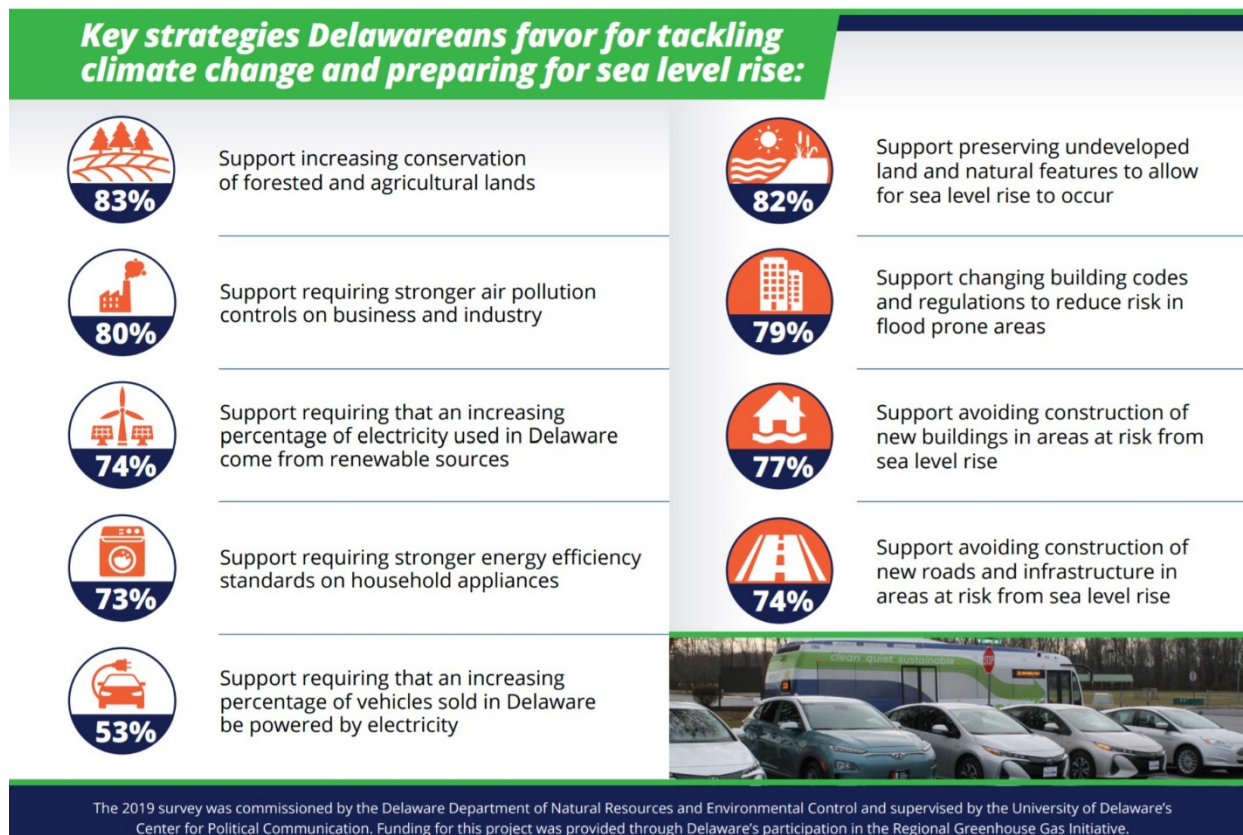 Key strategies Delawareans favor for tackling
climate change and preparing for sea level rise:
83%
Support increasing conservation
of forested and agricultural lands
80%
Support requiring stronger air pollution
controls on business and industry
74%
Support requiring that an increasing
percentage of electricity used in Delaware
come from renewable sources
73%
Support requiring stronger energy efficiency
standards on household appliances
53%
Support requiring that an increasing
percentage of vehicles sold in Delaware
be powered by electricity
82%
Support preserving undeveloped
land and natural features to allow
for sea level rise to occur
79%
Support changing building codes
and regulations to reduce risk in
flood prone areas
77%
Support avoiding construction of
new buildings in areas at risk from
sea level rise
74%
Support avoiding construction of
new roads and infrastructure in
areas at risk from sea level rise
clean quiet sustainable
STOP
The 2019 survey was commissioned by the Delaware Department of Natural Resources and Environmental Control and supervised by the University of Delaware's
Center for Political Communication. Funding for this project was provided through Delaware's participation in the Regional Greenhouse Gas Initiative.